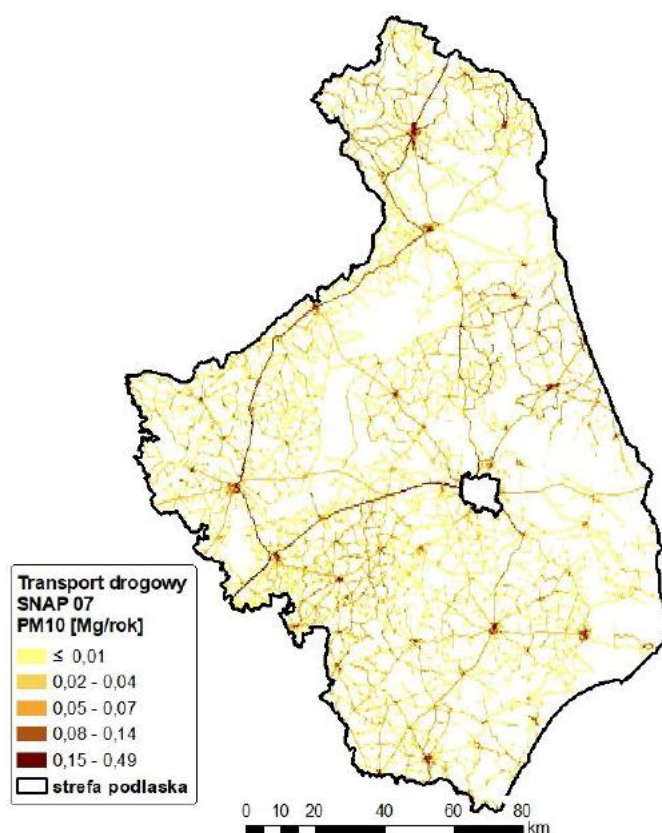 Transport drogowy
SNAP 07
PM10 [Mg/rok]
≤ 0,01
0,02 - 0,04
0,05 - 0,07
0,08 - 0,14
0,15 - 0,49
strefa podlaska
0 10 20 40 60 80
km